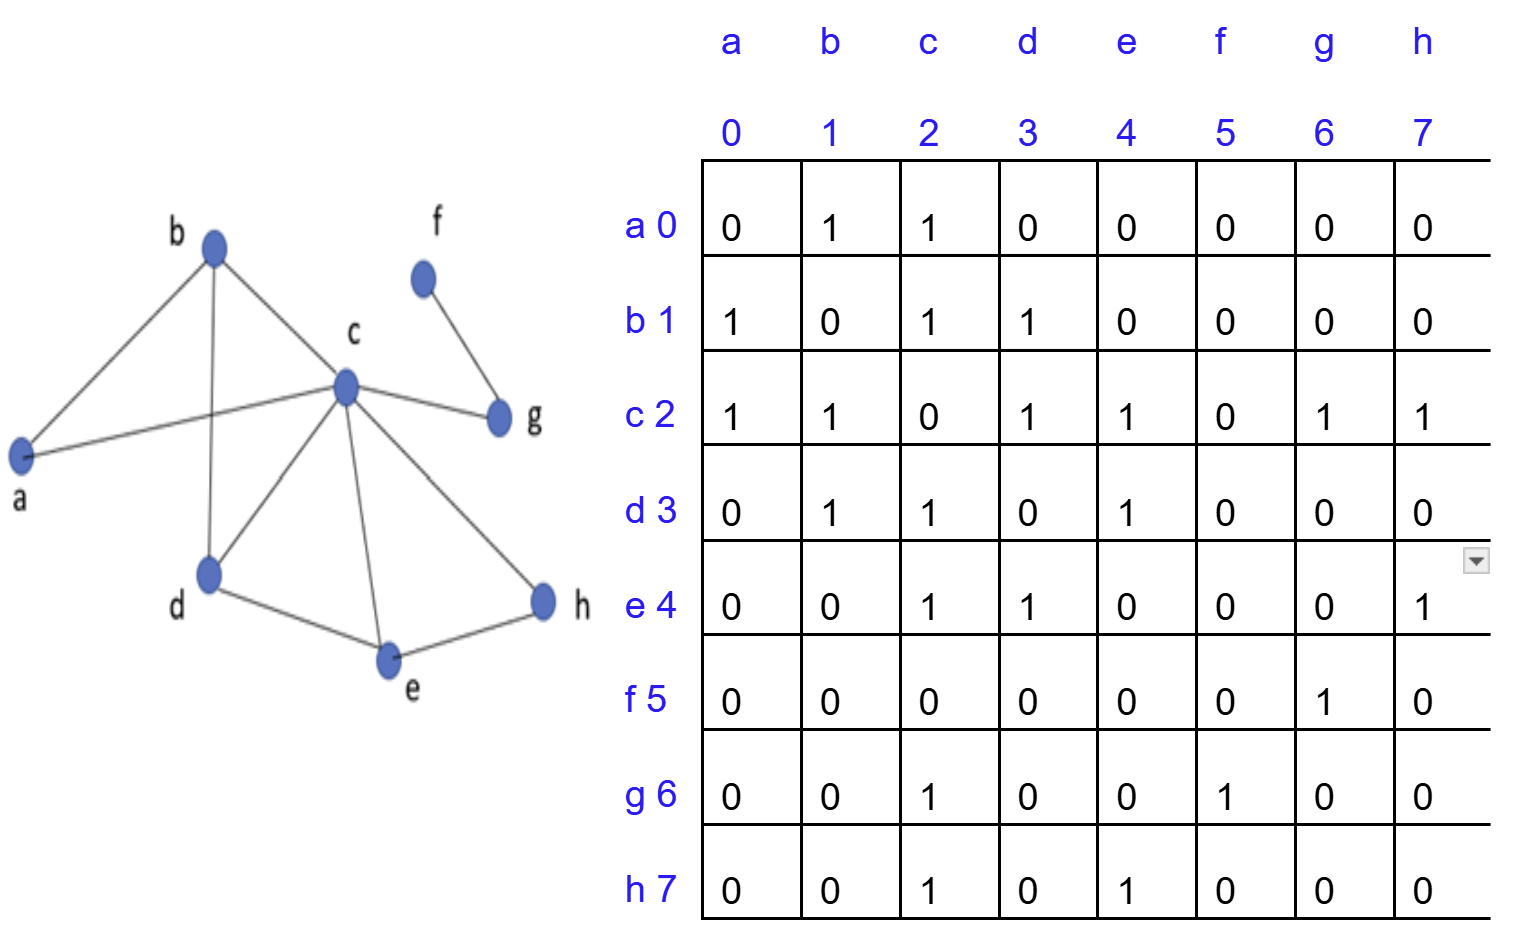 a b c d e f g h
0 1 2 3 4 5 6 7
a 0 0 1 1 0 0 0 0 0
b 1 1 0 1 1 0 0 0 0
c 2 1 1 0 1 1 0 1 1
d 3 0 1 1 0 1 0 0 0
e 4 0 0 1 1 0 0 0 1
f 5 0 0 0 0 0 0 1 0
g 6 0 0 1 0 0 1 0 0
h 7 0 0 1 0 1 0 0 0
b
f
c
g
a
d
h
e